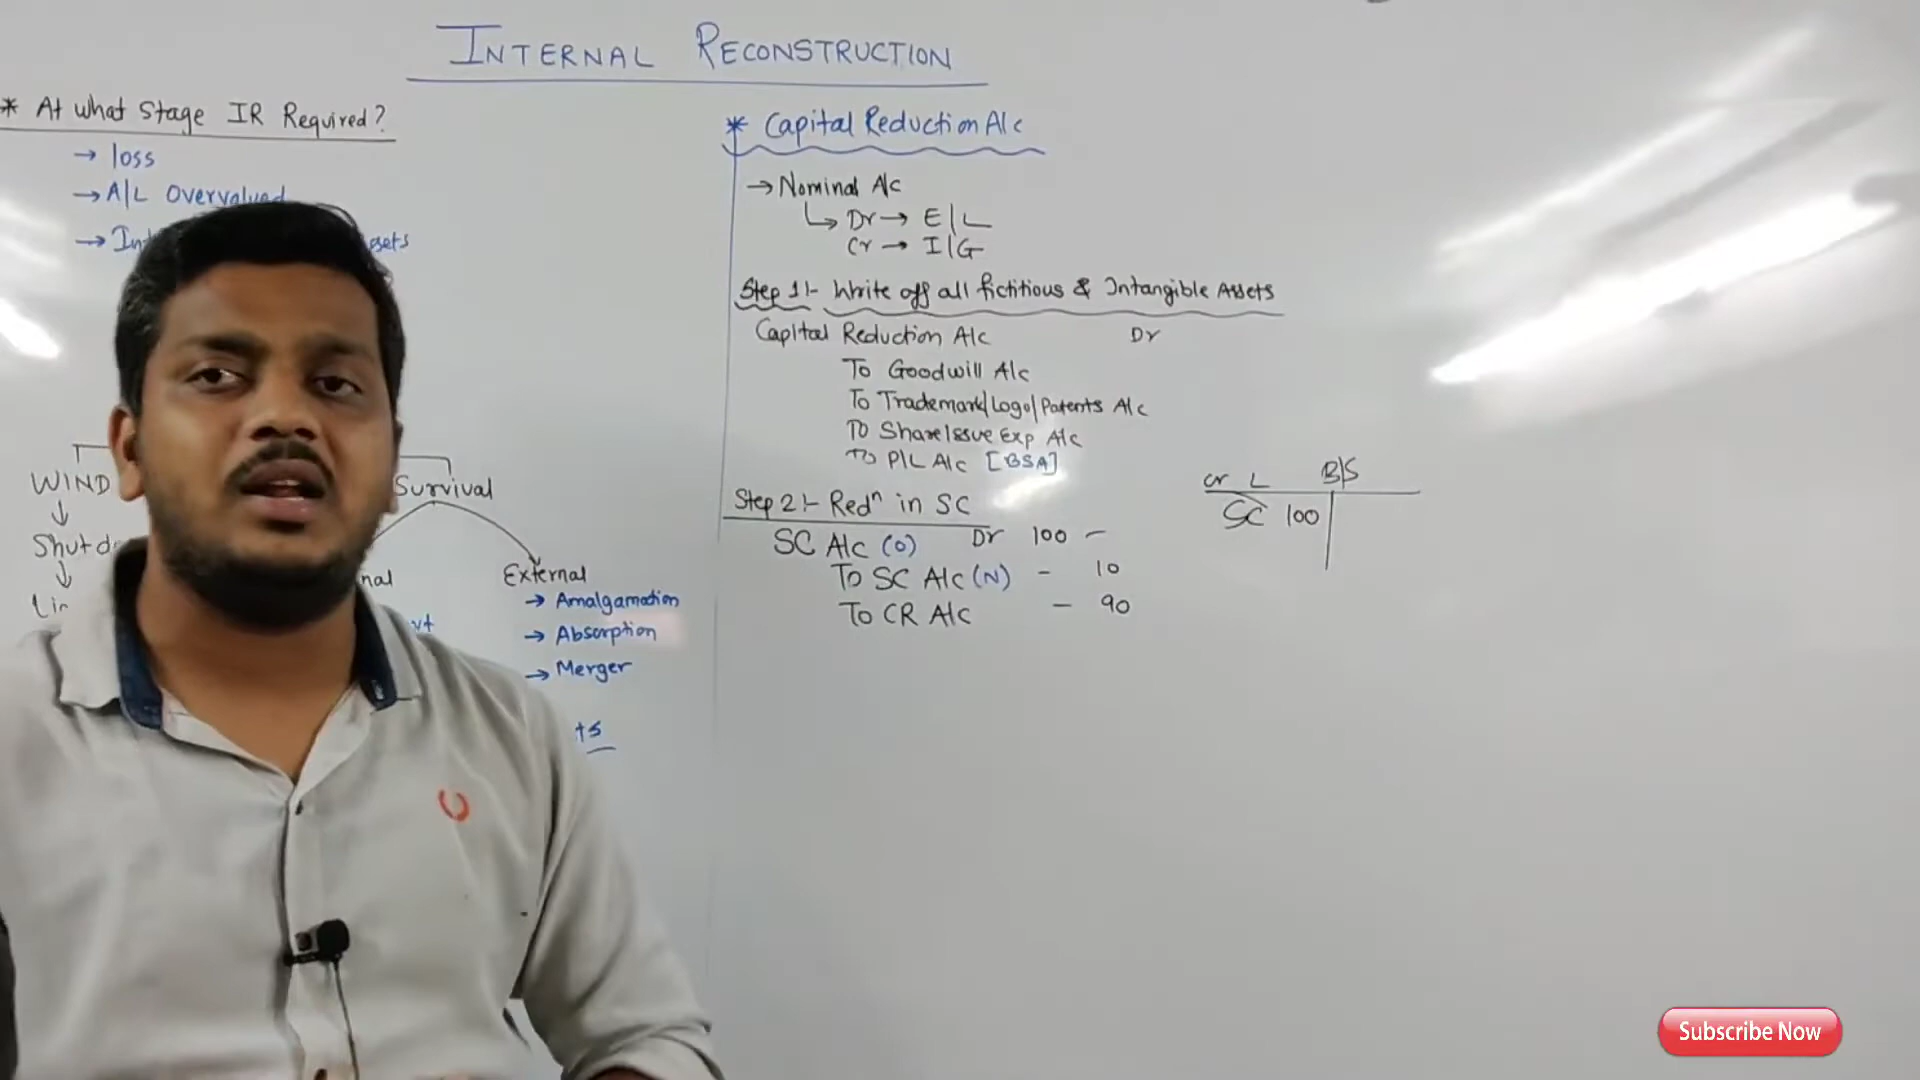 INTERNAL RECONSTRUCTION
* At what Stage IR Required?
→ loss
→ A/L Overvalued
→ Int
* Capital Reduction A/c
→ Nominal A/c
↳ Dr → E/L
Cr → I/G
Step 1:- Write off all fictitious & Intangible Assets
Capital Reduction A/c Dr
To Goodwill A/c
To Trademark/Logo/Patents A/c
To Share Issue Exp A/c
To P/L A/c [BSA]
Step 2:- Redⁿ in SC
SC A/c (O) Dr 100 -
To SC A/c (N) - 10
To CR A/c - 90
Cr L B/S
SC 100
WIND
↓
Shut d
↓
Survival
External
→ Amalgamation
→ Absorption
→ Merger
Subscribe Now